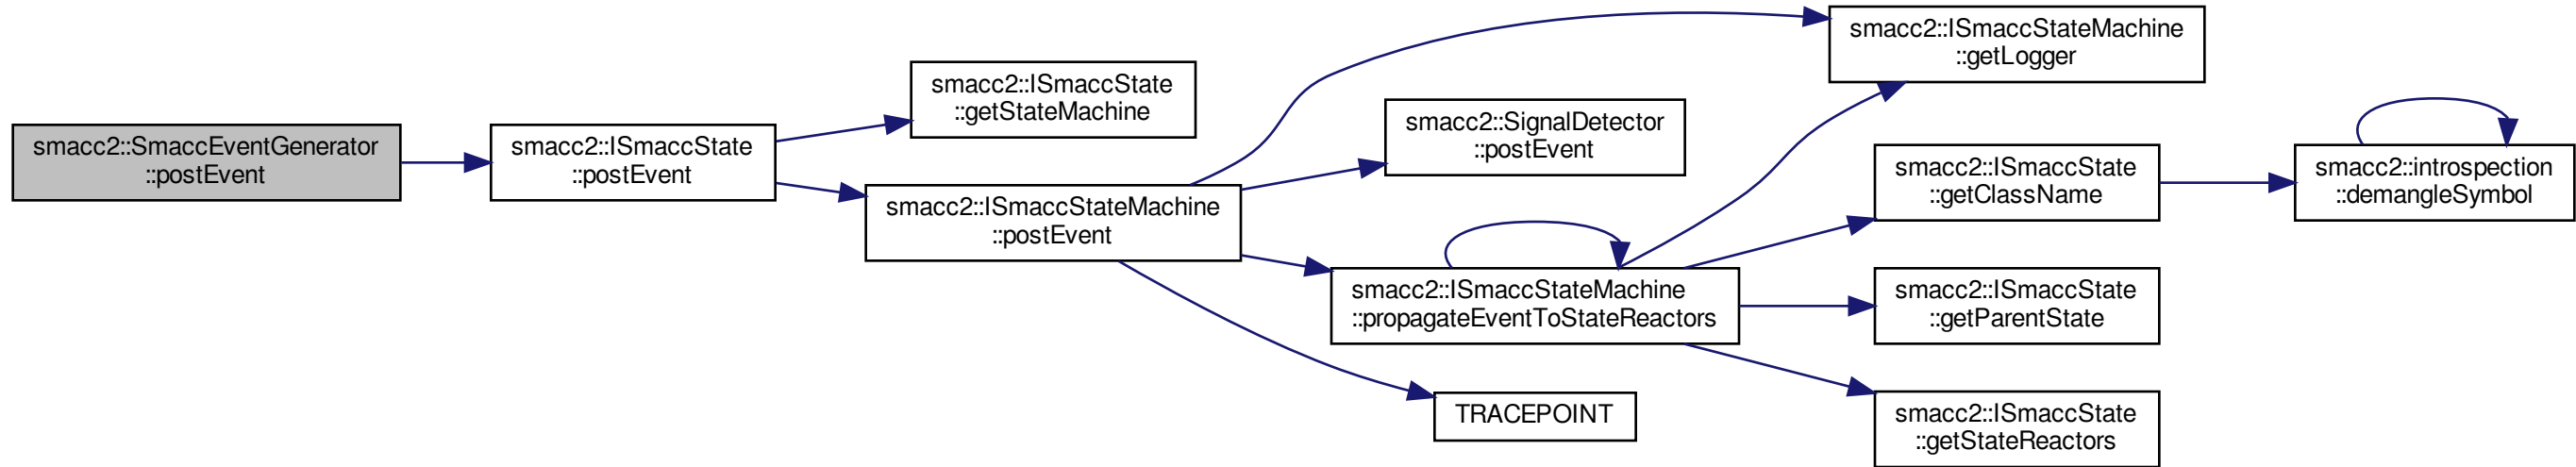 smacc2::SmaccEventGenerator
::postEvent
smacc2::ISmaccState
::postEvent
smacc2::ISmaccState
::getStateMachine
smacc2::ISmaccStateMachine
::postEvent
smacc2::ISmaccStateMachine
::getLogger
smacc2::SignalDetector
::postEvent
smacc2::ISmaccStateMachine
::propagateEventToStateReactors
TRACEPOINT
smacc2::ISmaccState
::getClassName
smacc2::introspection
::demangleSymbol
smacc2::ISmaccState
::getParentState
smacc2::ISmaccState
::getStateReactors